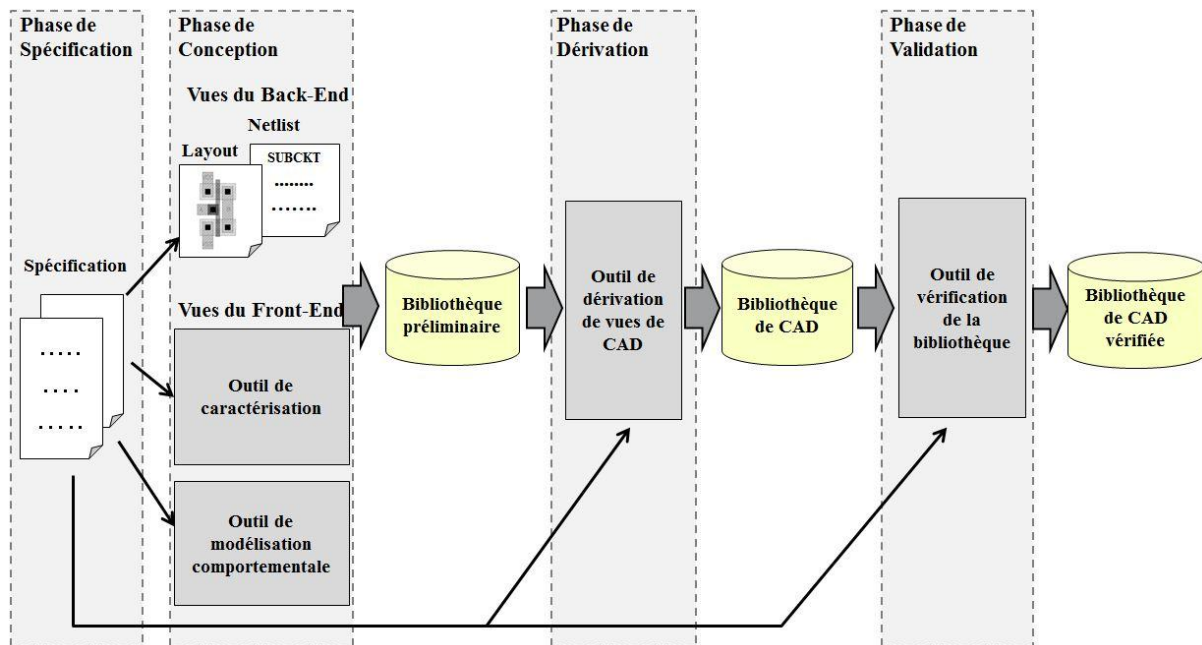 Phase de
Spécification
Phase de
Conception
Phase de
Dérivation
Phase de
Validation
Vues du Back-End
Netlist
Layout
SUBCKT
........
.......
Spécification
.....
....
.....
Vues du Front-End
Outil de
caractérisation
Outil de
modélisation
comportementale
Bibliothèque
préliminaire
Outil de
dérivation
de vues de
CAD
Bibliothèque
de CAD
Outil de
vérification
de la
bibliothèque
Bibliothèque
de CAD
vérifiée